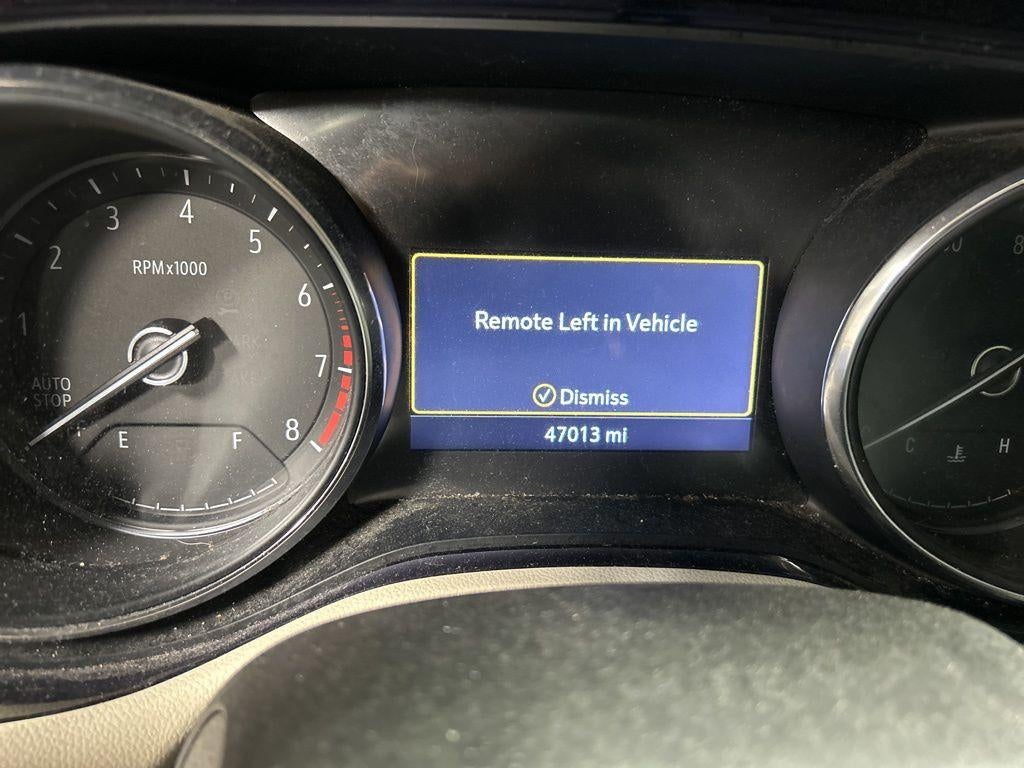 1
2
3
4
5
6
7
8
RPMx1000
AUTO
STOP
E
F
Remote Left in Vehicle
Dismiss
47013 mi
C
H